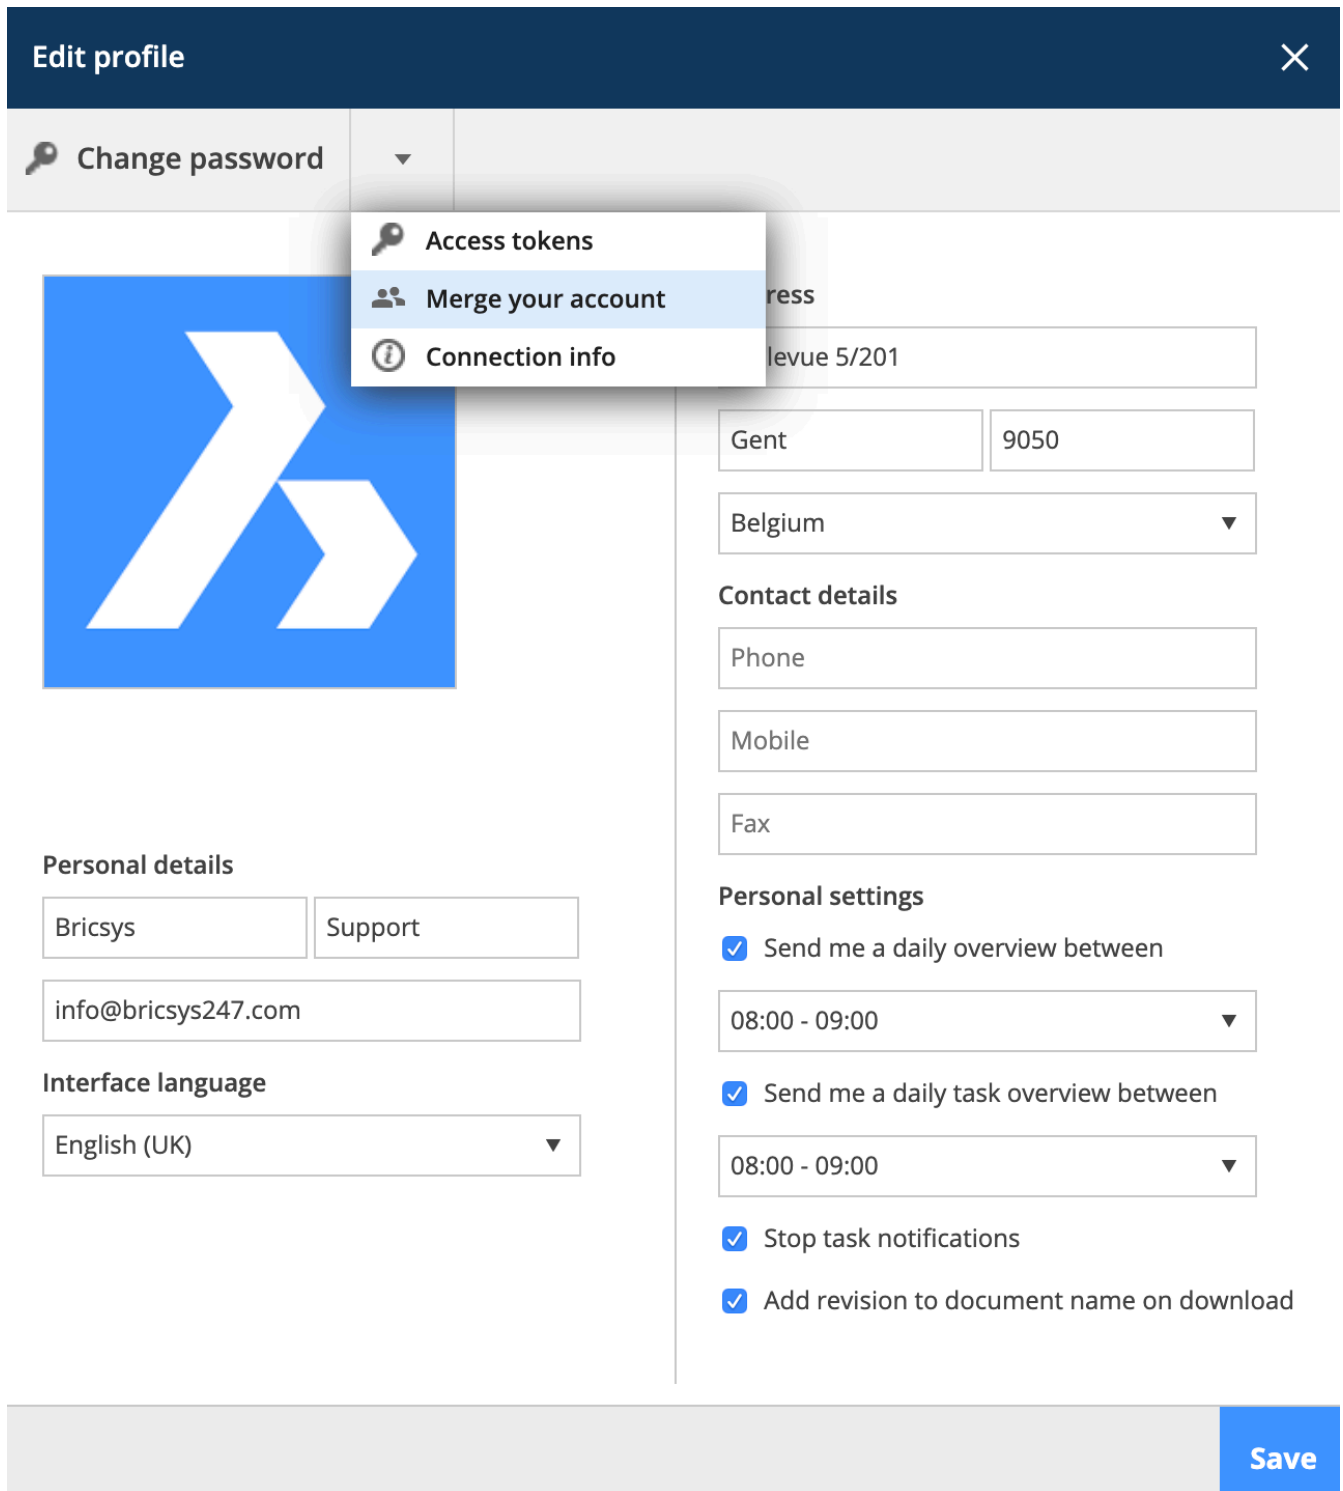 Edit profile
Change password
Access tokens
Merge your account
Connection info
Personal details
Bricsys Support
info@bricsys247.com
Interface language
English (UK)
5/201
Gent 9050
Belgium
Contact details
Phone
Mobile
Fax
Personal settings
Send me a daily overview between
08:00 - 09:00
Send me a daily task overview between
08:00 - 09:00
Stop task notifications
Add revision to document name on download
Save